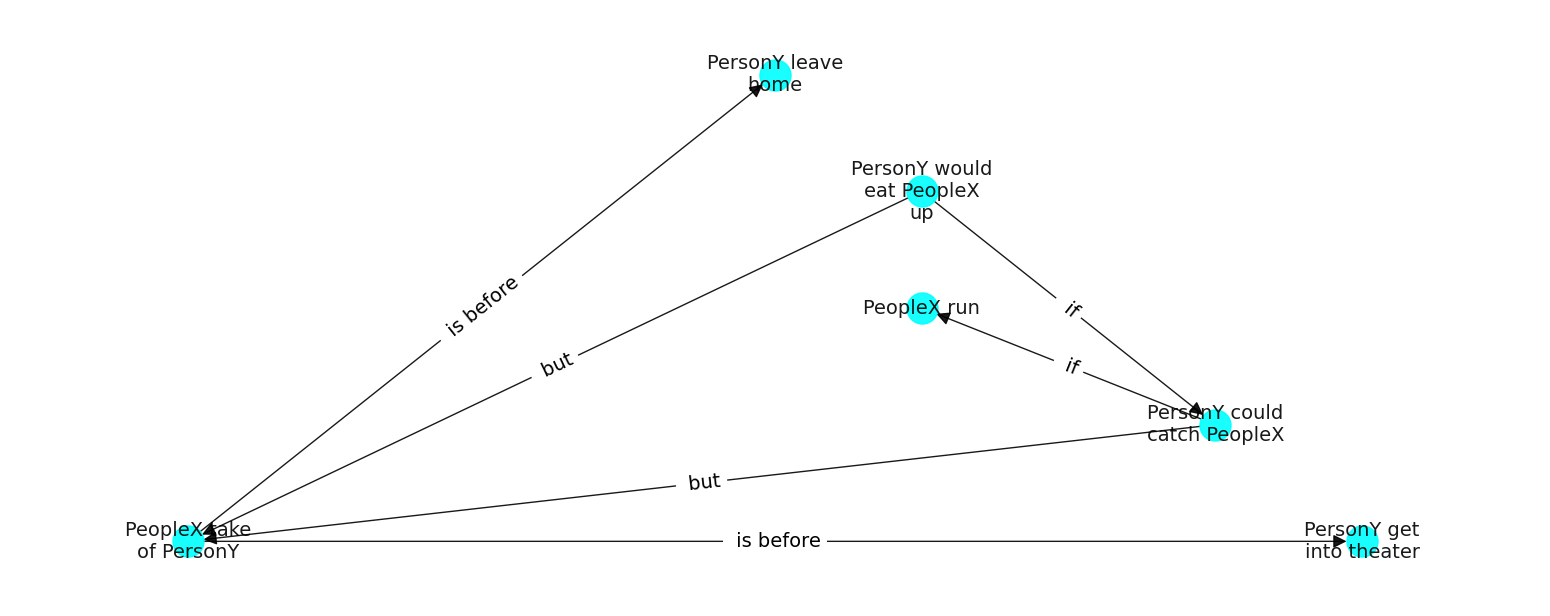 PersonY leave
home
PersonY would
eat PeopleX
up
is before
PeopleX run
if
but
if
PersonY could
catch PeopleX
but
PeopleX take
of PersonY
is before
PersonY get
into theater